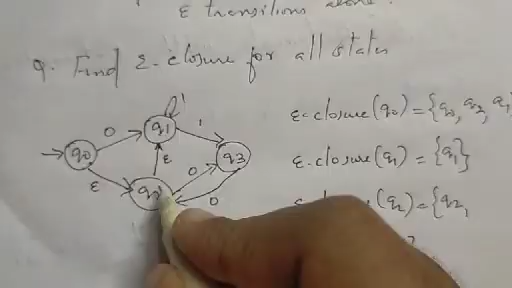 ε transitions alone.
Q. Find ε-closure for all states
1
q1
0
1
ε-closure (q0) = {q0, q2, q1
q0
q3
ε
0
ε-closure (q1) = {q1}
ε
q2
0
closure (q2) = {q2,